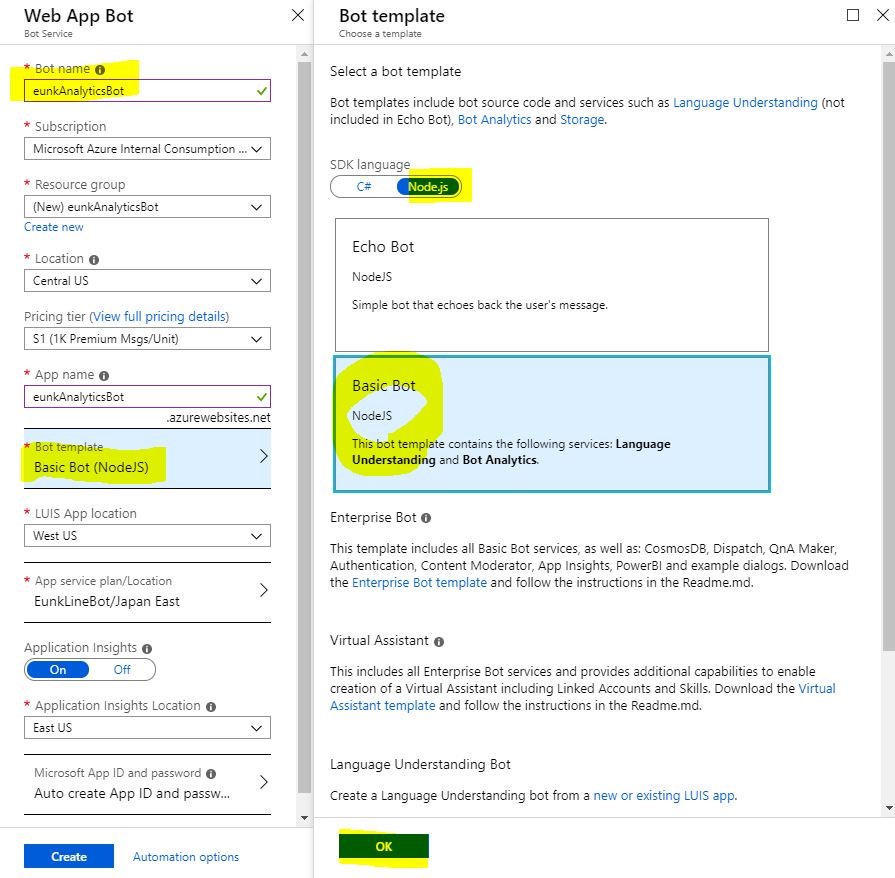 Web App Bot
Bot Service
* Bot name
eunkAnalyticsBot
* Subscription
Microsoft Azure Internal Consumption ...
* Resource group
(New) eunkAnalyticsBot
Create new
* Location
Central US
Pricing tier (View full pricing details)
S1 (1K Premium Msgs/Unit)
* App name
eunkAnalyticsBot
.azurewebsites.net
* Bot template
Basic Bot (NodeJS)
* LUIS App location
West US
* App service plan/Location
EunkLineBot/Japan East
Application Insights
On Off
* Application Insights Location
East US
Microsoft App ID and password
Auto create App ID and passw...
Create Automation options
Bot template
Choose a template
Select a bot template
Bot templates include bot source code and services such as Language Understanding (not
included in Echo Bot), Bot Analytics and Storage.
SDK language
C# Node.js
Echo Bot
NodeJS
Simple bot that echoes back the user's message.
Basic Bot
NodeJS
This bot template contains the following services: Language
Understanding and Bot Analytics.
Enterprise Bot
This template includes all Basic Bot services, as well as: CosmosDB, Dispatch, QnA Maker,
Authentication, Content Moderator, App Insights, PowerBI and example dialogs. Download
the Enterprise Bot template and follow the instructions in the Readme.md.
Virtual Assistant
This includes all Enterprise Bot services and provides additional capabilities to enable
creation of a Virtual Assistant including Linked Accounts and Skills. Download the Virtual
Assistant template and follow the instructions in the Readme.md.
Language Understanding Bot
Create a Language Understanding bot from a new or existing LUIS app.
OK